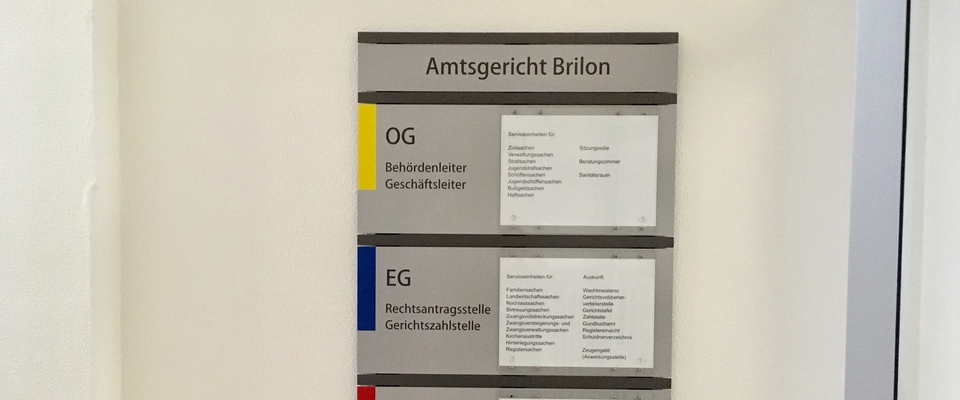 Amtsgericht Brilon
OG
Behördenleiter
Geschäftsleiter
Serviceeinheiten für:
Zivilsachen
Verwaltungssachen
Strafsachen
Jugendstrafsachen
Schöffensachen
Jugendschöffensachen
Bußgeldsachen
Haftsachen
Sitzungssäle
Beratungszimmer
Sanitätsraum
EG
Rechtsantragsstelle
Gerichtszahlstelle
Serviceeinheiten für:
Familiensachen
Landwirtschaftssachen
Nachlasssachen
Betreuungssachen
Zwangsvollstreckungssachen
Zwangsversteigerungs- und
Zwangsverwaltungssachen
Kirchenaustritte
Hinterlegungssachen
Registersachen
Auskunft
Wachtmeisterei
Gerichtsvollzieher-
verteilerstelle
Gerichtstafel
Zahlstelle
Grundbuchamt
Registereinsicht
Schuldnerverzeichnis
Zeugengeld
(Anweisungsstelle)